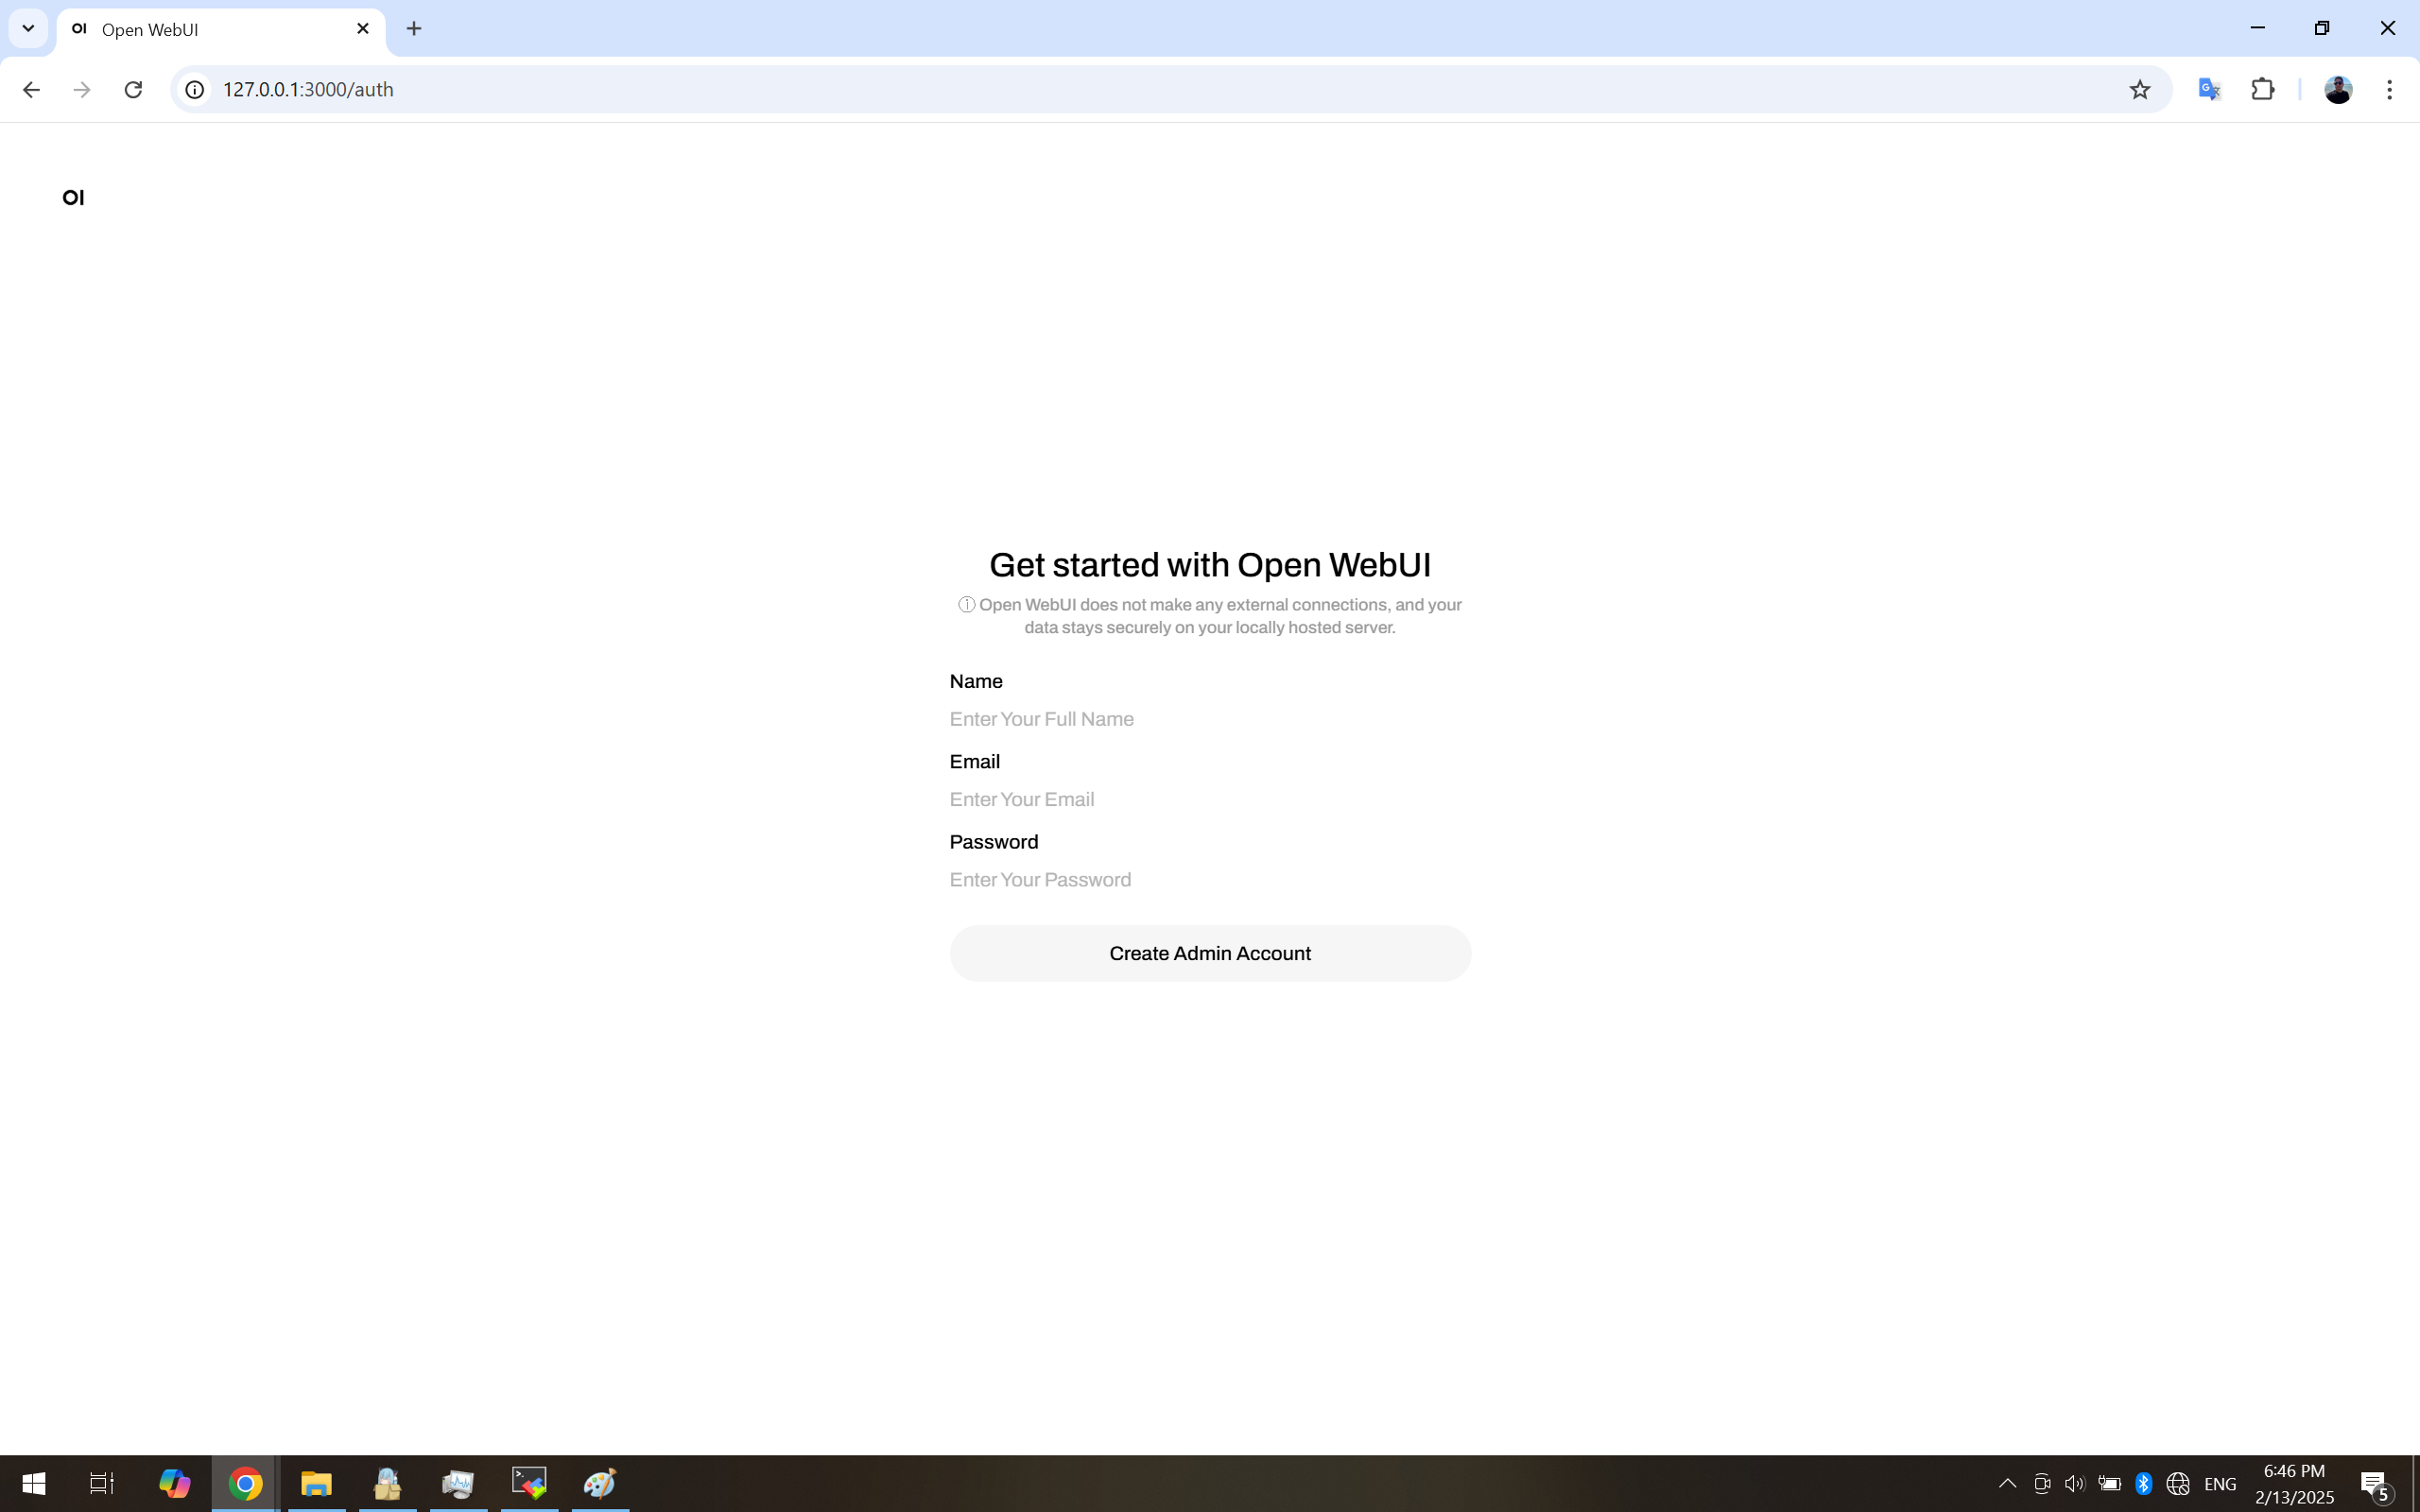 OI Open WebUI
127.0.0.1:3000/auth
OI
Get started with Open WebUI
ⓘ Open WebUI does not make any external connections, and your
data stays securely on your locally hosted server.
Name
Enter Your Full Name
Email
Enter Your Email
Password
Enter Your Password
Create Admin Account
ENG
6:46 PM
2/13/2025
5